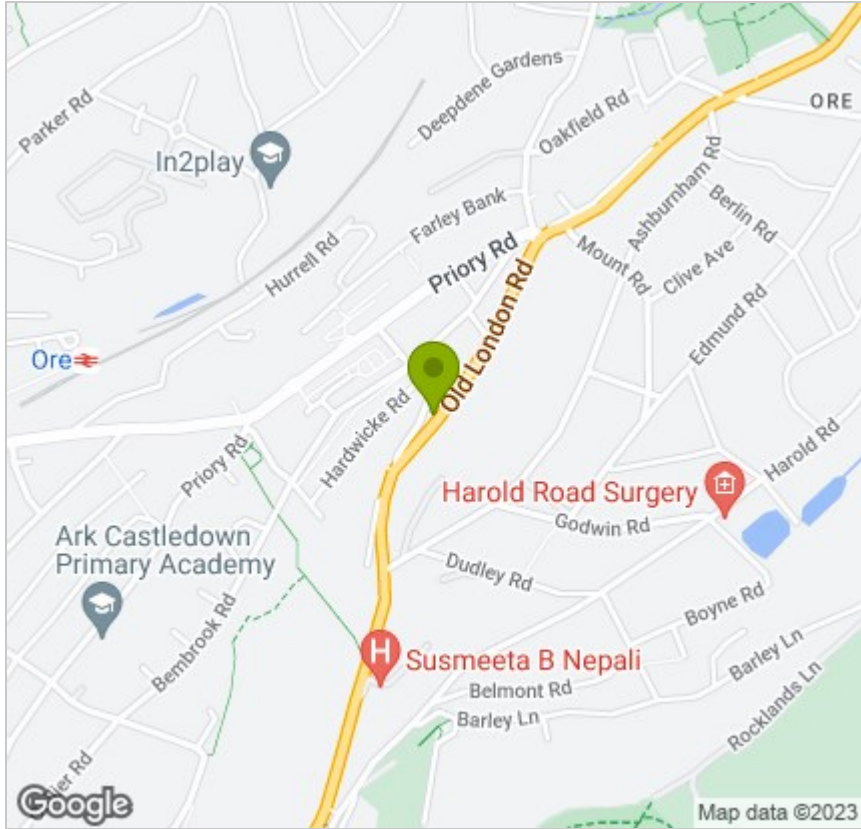 Deepdene Gardens
Parker Rd
Oakfield Rd
ORE
In2play
Ashburnham Rd
Farley Bank
Berlin Rd
Hurrell Rd
Priory Rd
Mount Rd
Clive Ave
Edmund Rd
Ore
Old London Rd
Hardwicke Rd
Priory Rd
Harold Rd
Harold Road Surgery
Godwin Rd
Ark Castledown
Primary Academy
Dudley Rd
Bembrook Rd
Boyne Rd
H
Susmeeta B Nepali
Belmont Rd
Barley Ln
Barley Ln
Rocklands Ln
Rd
Google
Map data ©2023